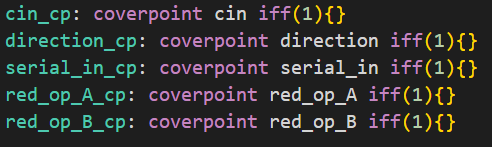 cin_cp: coverpoint cin iff(1){}
direction_cp: coverpoint direction iff(1){}
serial_in_cp: coverpoint serial_in iff(1){}
red_op_A_cp: coverpoint red_op_A iff(1){}
red_op_B_cp: coverpoint red_op_B iff(1){}